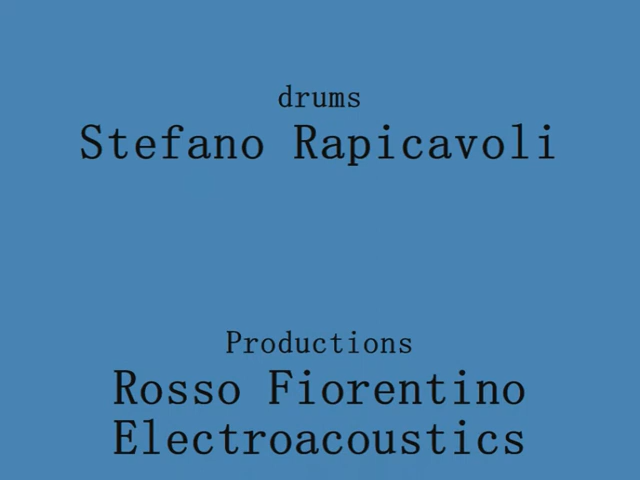 drums
Stefano Rapicavoli
Productions
Rosso Fiorentino
Electroacoustics